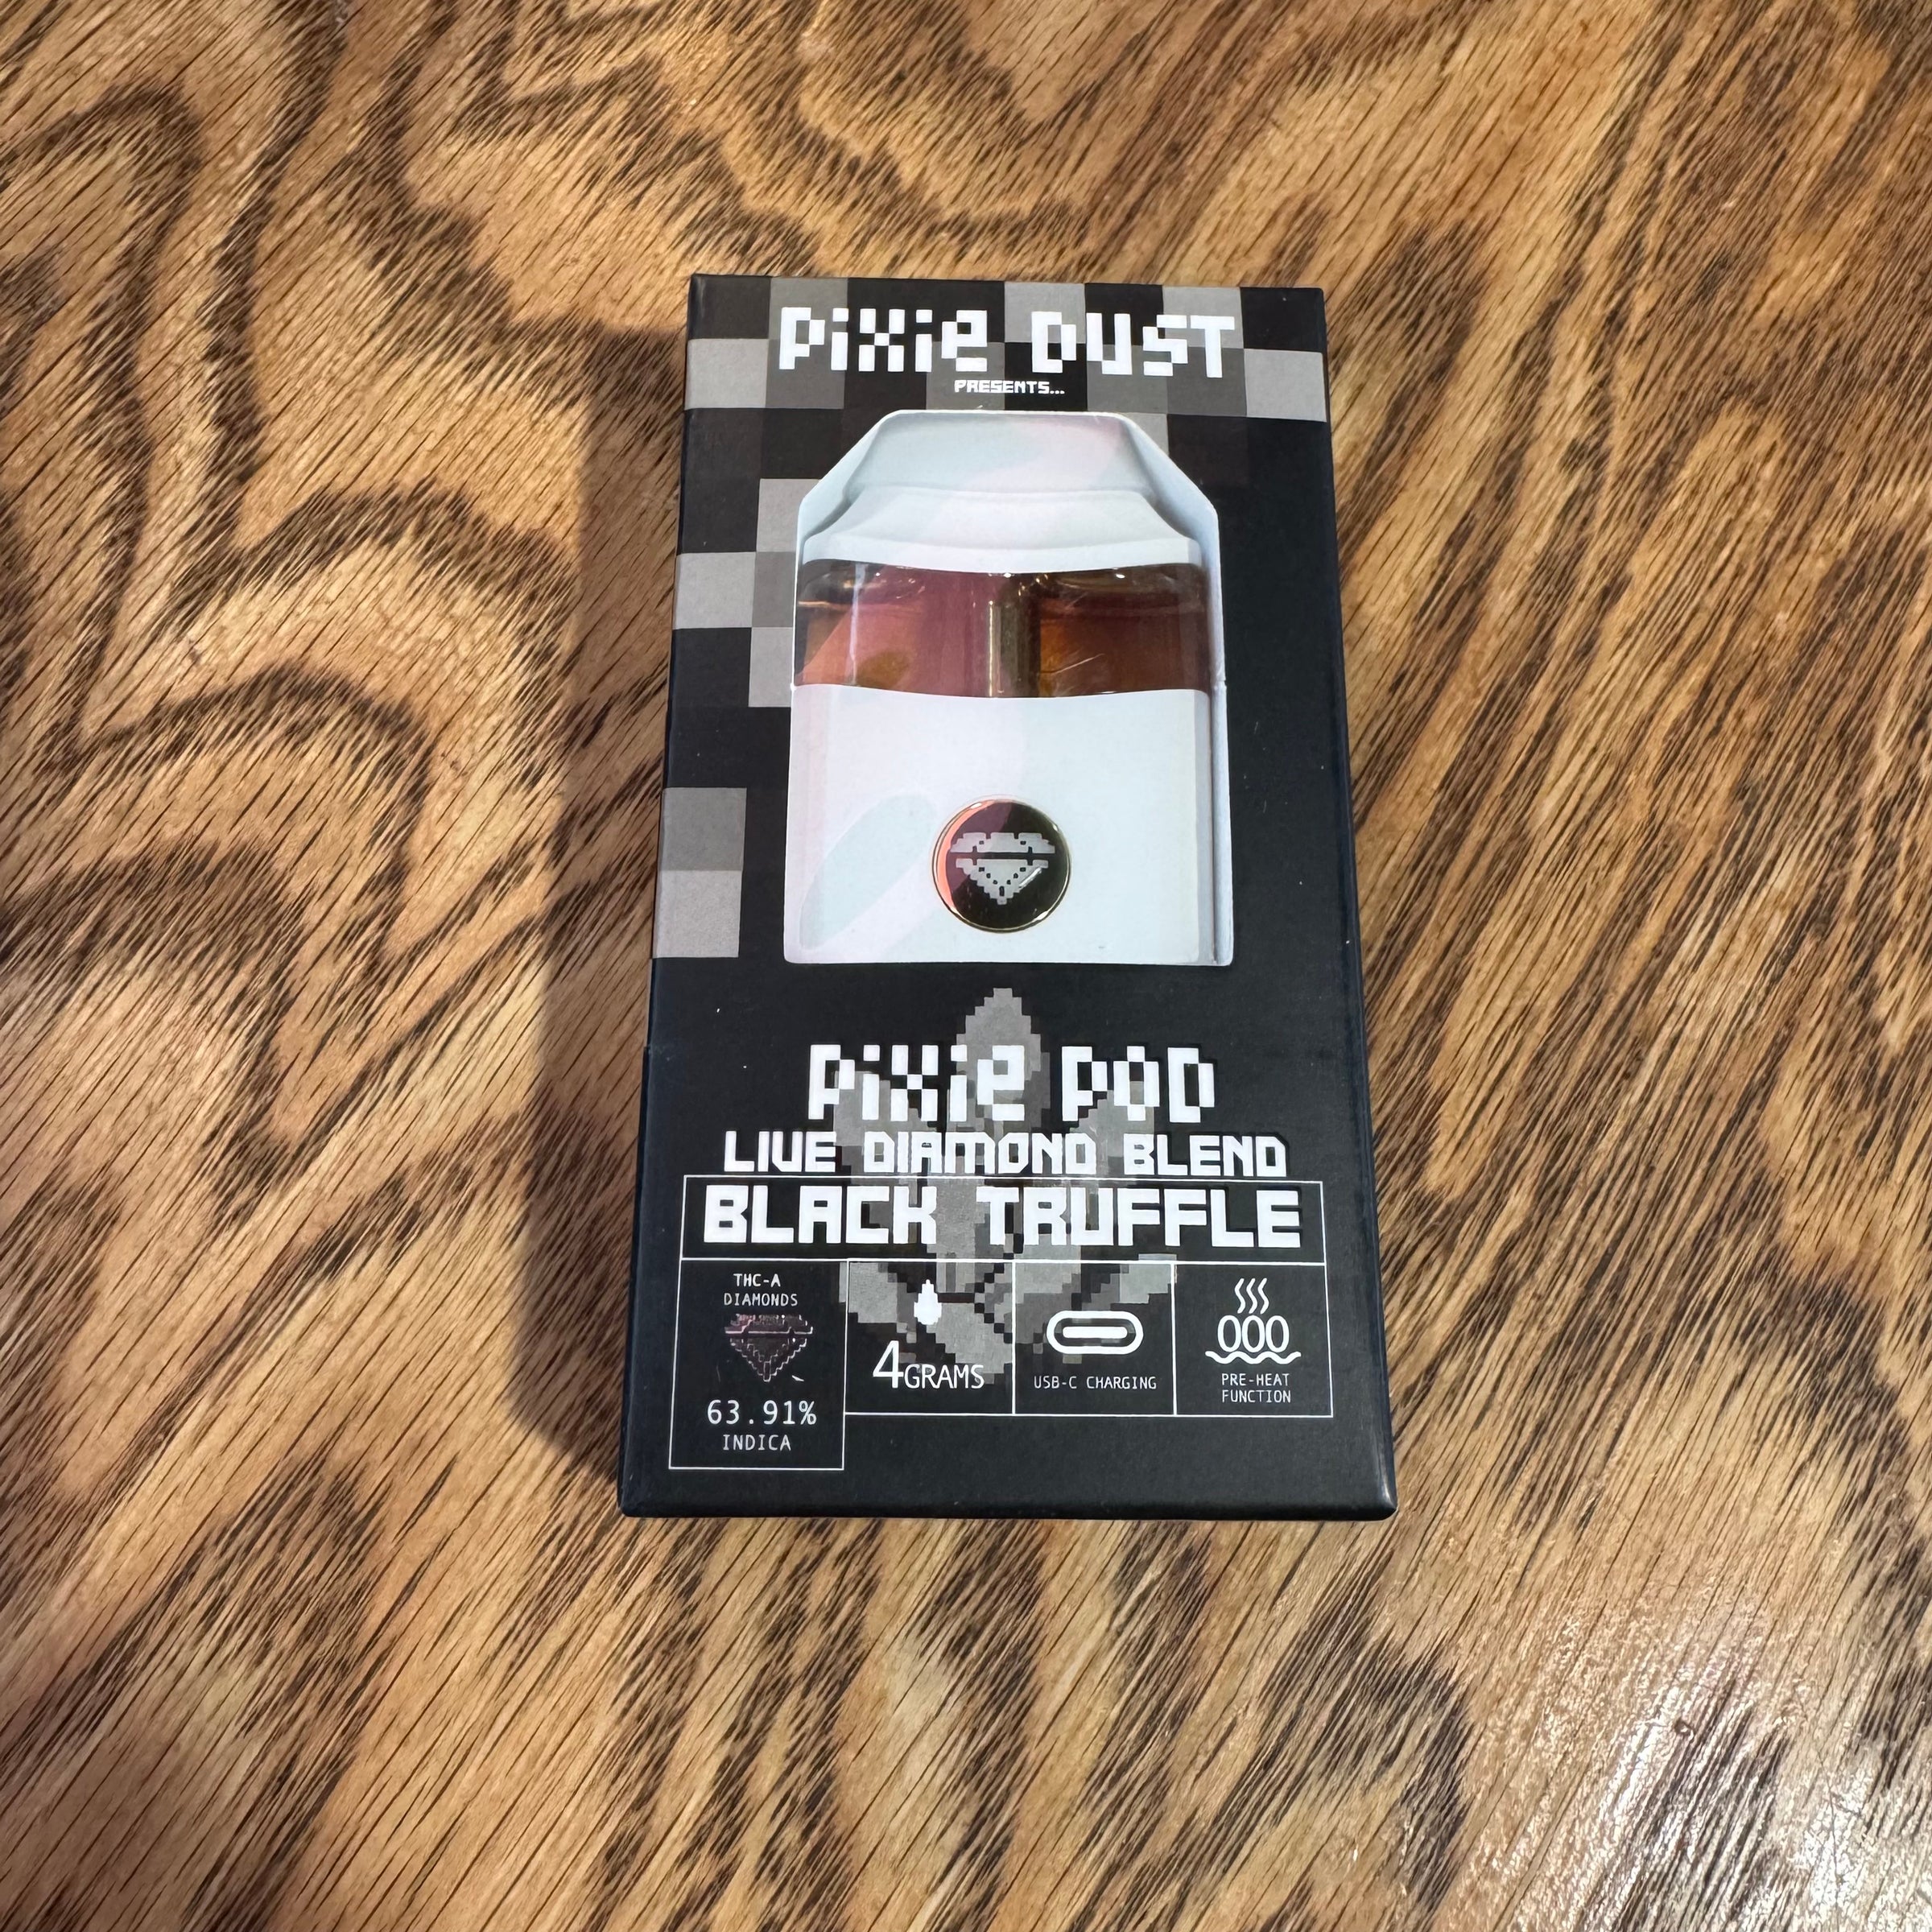 PiXie DUST
PRESENTS...
PiXie POD
LIVE DIAMOND BLEND
BLACK TRUFFLE
THC-A
DIAMONDS
63.91%
INDICA
4GRAMS
USB-C CHARGING
PRE-HEAT
FUNCTION